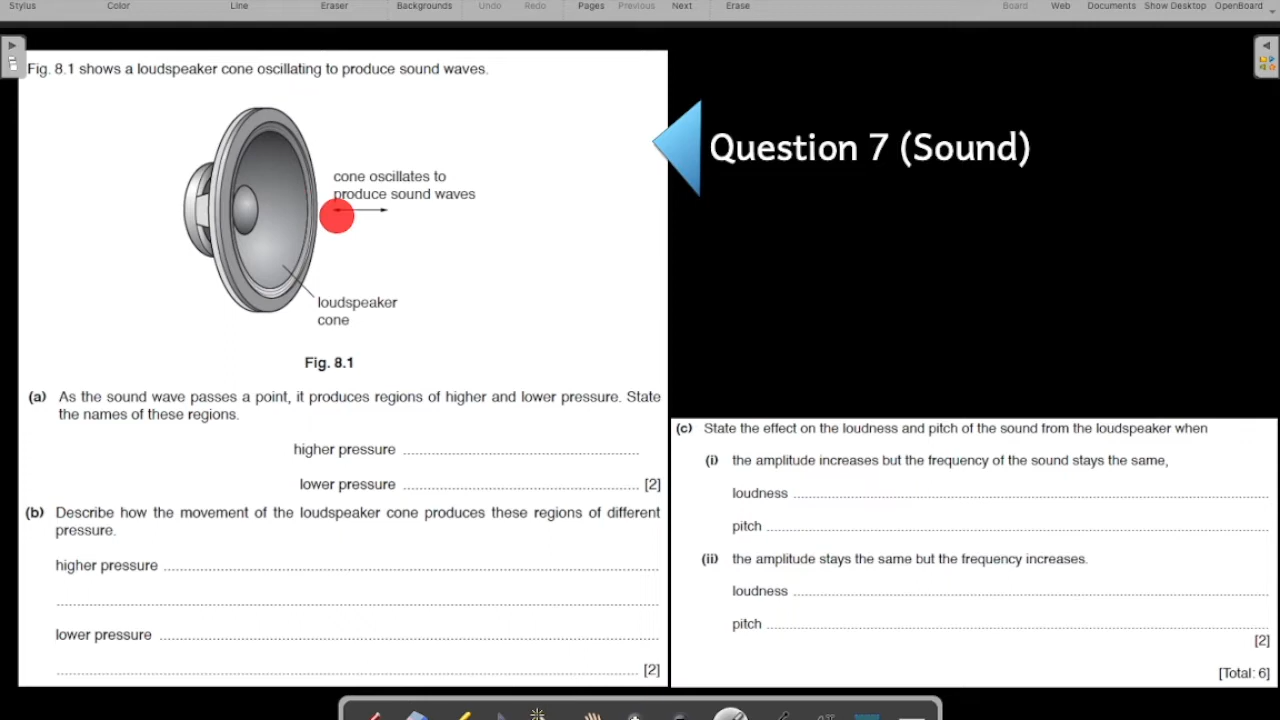 Stylus Color Line Eraser Backgrounds Undo Redo Pages Previous Next Erase Board Web Documents Show Desktop OpenBoard
Fig. 8.1 shows a loudspeaker cone oscillating to produce sound waves.
cone oscillates to
produce sound waves
loudspeaker
cone
Fig. 8.1
(a) As the sound wave passes a point, it produces regions of higher and lower pressure. State
the names of these regions.
higher pressure ................................................
lower pressure ................................................ [2]
(b) Describe how the movement of the loudspeaker cone produces these regions of different
pressure.
higher pressure ................................................
................................................
lower pressure ................................................
................................................ [2]
Question 7 (Sound)
(c) State the effect on the loudness and pitch of the sound from the loudspeaker when
(i) the amplitude increases but the frequency of the sound stays the same,
loudness ................................................
pitch ................................................
(ii) the amplitude stays the same but the frequency increases.
loudness ................................................
pitch ................................................
[2]
[Total: 6]